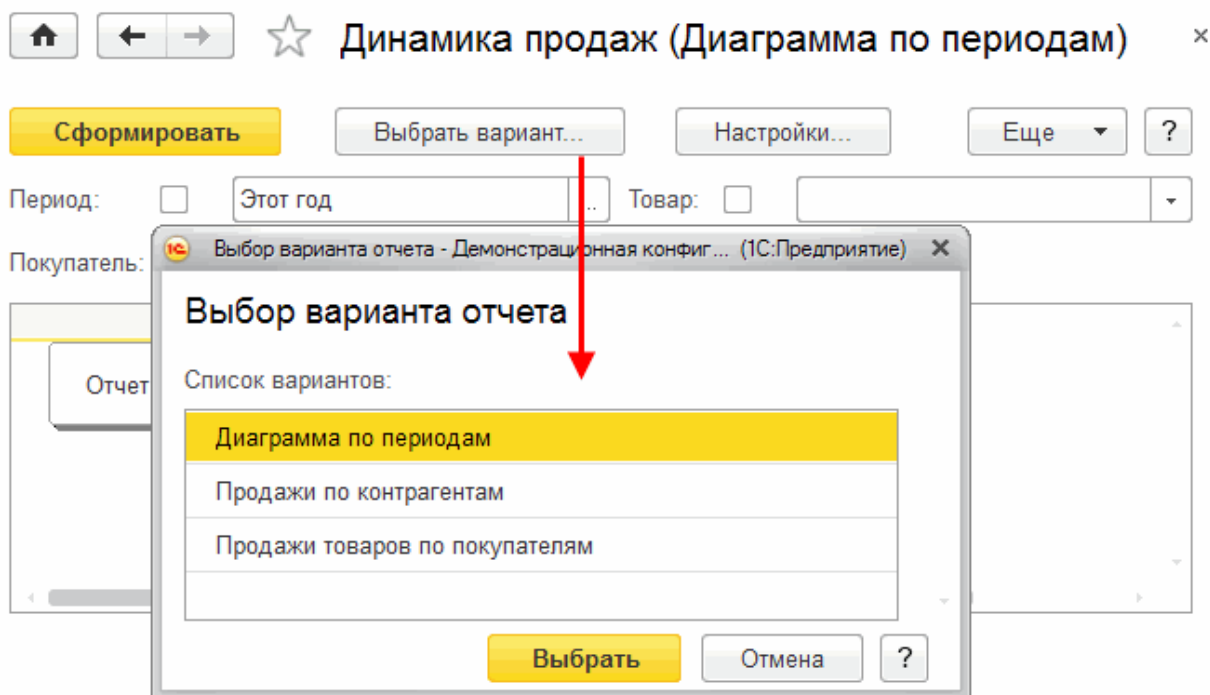 Динамика продаж (Диаграмма по периодам)
Сформировать Выбрать вариант... Настройки... Еще ?
Период: Этот год ... Товар:
Покупатель:
1С Выбор варианта отчета - Демонстрационная конфиг... (1С:Предприятие)
Выбор варианта отчета
Отчет
Список вариантов:
Диаграмма по периодам
Продажи по контрагентам
Продажи товаров по покупателям
Выбрать Отмена ?